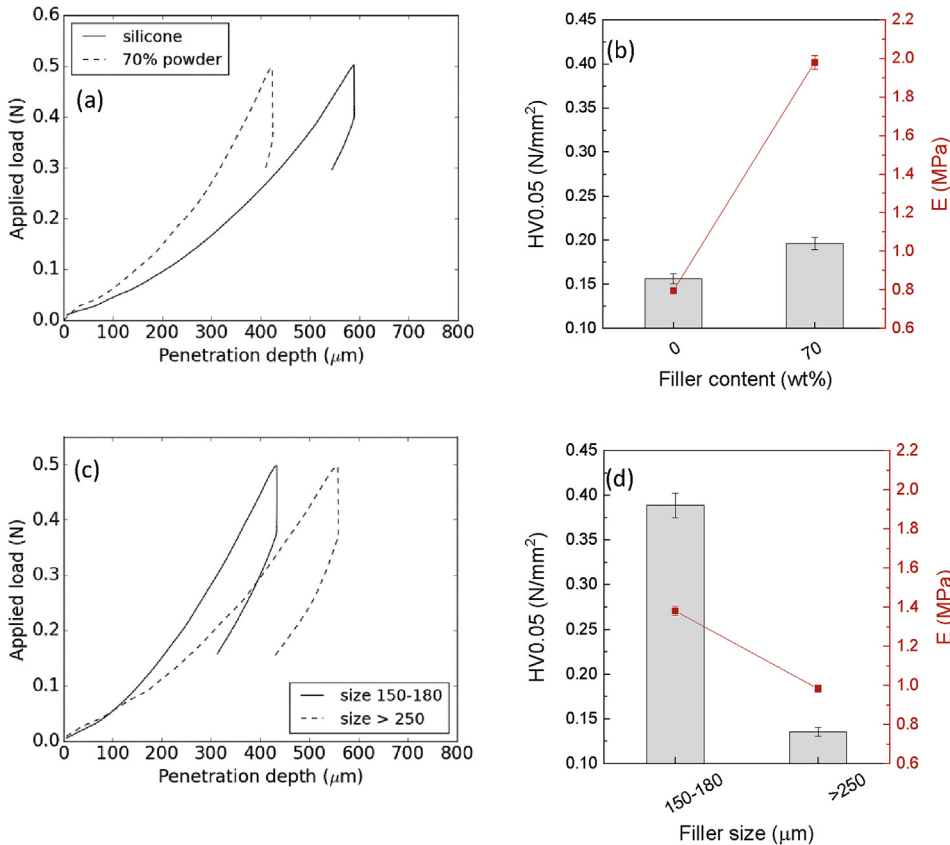 silicone
70% powder
(a)
0.6
0.5
0.4
0.3
0.2
0.1
0.0
Applied load (N)
0 100 200 300 400 500 600 700 800
Penetration depth (μm)
(b)
0.45
0.40
0.35
0.30
0.25
0.20
0.15
0.10
HV0.05 (N/mm²)
2.2
2.0
1.8
1.6
1.4
1.2
1.0
0.8
0.6
E (MPa)
0 70
Filler content (wt%)
(c)
0.5
0.4
0.3
0.2
0.1
0.0
Applied load (N)
size 150-180
size > 250
0 100 200 300 400 500 600 700 800
Penetration depth (μm)
(d)
0.45
0.40
0.35
0.30
0.25
0.20
0.15
0.10
HV0.05 (N/mm²)
2.2
2.0
1.8
1.6
1.4
1.2
1.0
0.8
0.6
E (MPa)
150-180 >250
Filler size (μm)